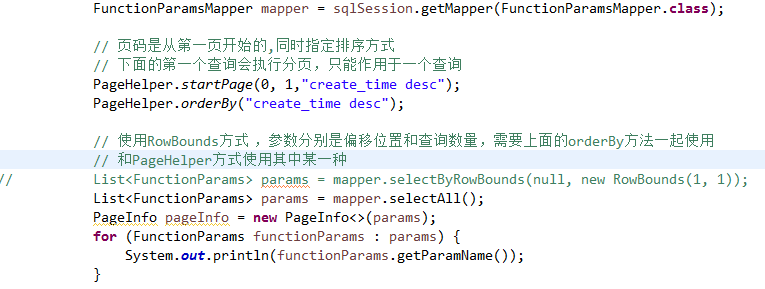 FunctionParamsMapper mapper = sqlSession.getMapper(FunctionParamsMapper.class);
// 页码是从第一页开始的,同时指定排序方式
// 下面的第一个查询会执行分页，只能作用于一个查询
PageHelper.startPage(0, 1,"create_time desc");
PageHelper.orderBy("create_time desc");
// 使用RowBounds方式 ，参数分别是偏移位置和查询数量，需要上面的orderBy方法一起使用
// 和PageHelper方式使用其中某一种
// List<FunctionParams> params = mapper.selectByRowBounds(null, new RowBounds(1, 1));
List<FunctionParams> params = mapper.selectAll();
PageInfo pageInfo = new PageInfo<>(params);
for (FunctionParams functionParams : params) {
System.out.println(functionParams.getParamName());
}